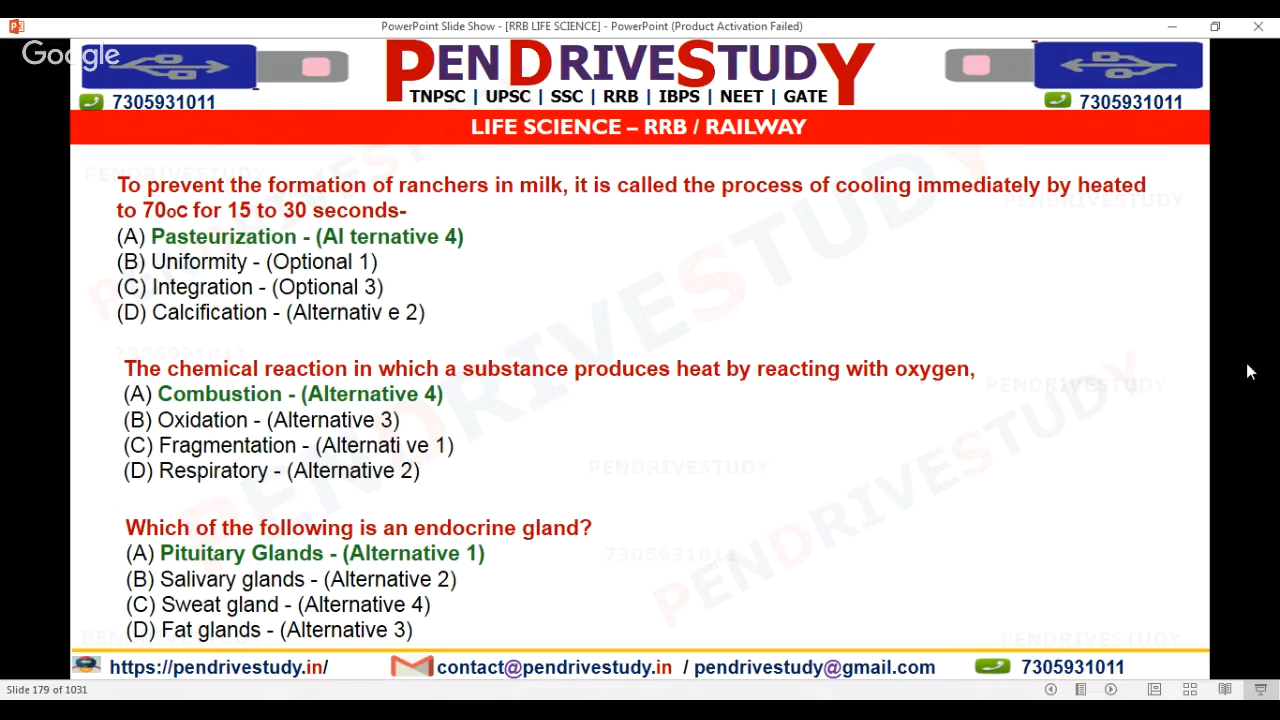 PowerPoint Slide Show - [RRB LIFE SCIENCE] - PowerPoint (Product Activation Failed)
Google
PENDRIVESTUDY
TNPSC | UPSC | SSC | RRB | IBPS | NEET | GATE
7305931011
7305931011
LIFE SCIENCE – RRB / RAILWAY
To prevent the formation of ranchers in milk, it is called the process of cooling immediately by heated
to 70oC for 15 to 30 seconds-
(A) Pasteurization - (Al ternative 4)
(B) Uniformity - (Optional 1)
(C) Integration - (Optional 3)
(D) Calcification - (Alternativ e 2)
The chemical reaction in which a substance produces heat by reacting with oxygen,
(A) Combustion - (Alternative 4)
(B) Oxidation - (Alternative 3)
(C) Fragmentation - (Alternati ve 1)
(D) Respiratory - (Alternative 2)
Which of the following is an endocrine gland?
(A) Pituitary Glands - (Alternative 1)
(B) Salivary glands - (Alternative 2)
(C) Sweat gland - (Alternative 4)
(D) Fat glands - (Alternative 3)
https://pendrivestudy.in/ contact@pendrivestudy.in / pendrivestudy@gmail.com 7305931011
Slide 179 of 1031